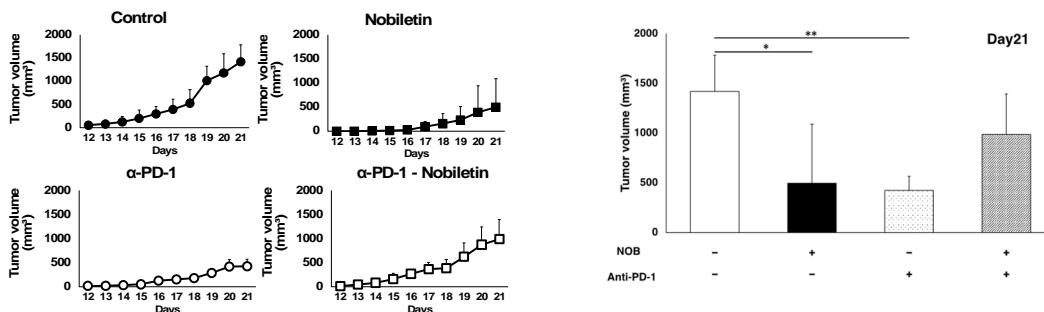 Control
Tumor volume
(mm³)
2000
1500
1000
500
0
12 13 14 15 16 17 18 19 20 21
Days
Nobiletin
Tumor volume
(mm³)
2000
1500
1000
500
0
12 13 14 15 16 17 18 19 20 21
Days
α-PD-1
Tumor volume
(mm³)
2000
1500
1000
500
0
12 13 14 15 16 17 18 19 20 21
α-PD-1 - Nobiletin
Tumor volume
(mm³)
2000
1500
1000
500
0
12 13 14 15 16 17 18 19 20 21
Day21
**
*
Tumor volume (mm³)
2000
1500
1000
500
0
NOB – + – +
Anti-PD-1 – – + +